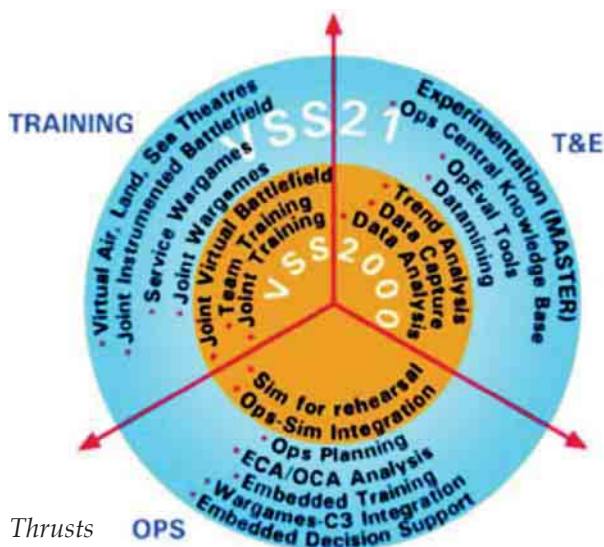 TRAINING
T&E
VSS21
Virtual Air, Land, Sea Theatres
Joint Instrumented Battlefield
Service Wargames
Joint Wargames
Experimentation (MASTER)
Ops Central Knowledge Base
OpEval Tools
Datamining
VSS2000
Joint Virtual Battlefield
Team Training
Joint Training
Trend Analysis
Data Capture
Data Analysis
Sim for rehearsal
Ops-Sim Integration
Ops Planning
ECA/OCA Analysis
Embedded Training
Wargames-C3 Integration
Embedded Decision Support
Thrusts
OPS